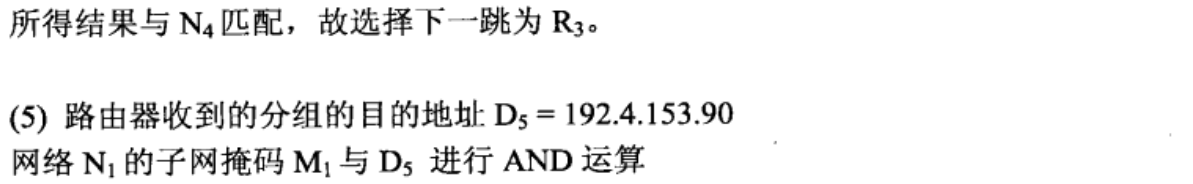 所得结果与 N₄ 匹配，故选择下一跳为 R₃。
(5) 路由器收到的分组的目的地址 D₅ = 192.4.153.90
网络 N₁ 的子网掩码 M₁ 与 D₅ 进行 AND 运算